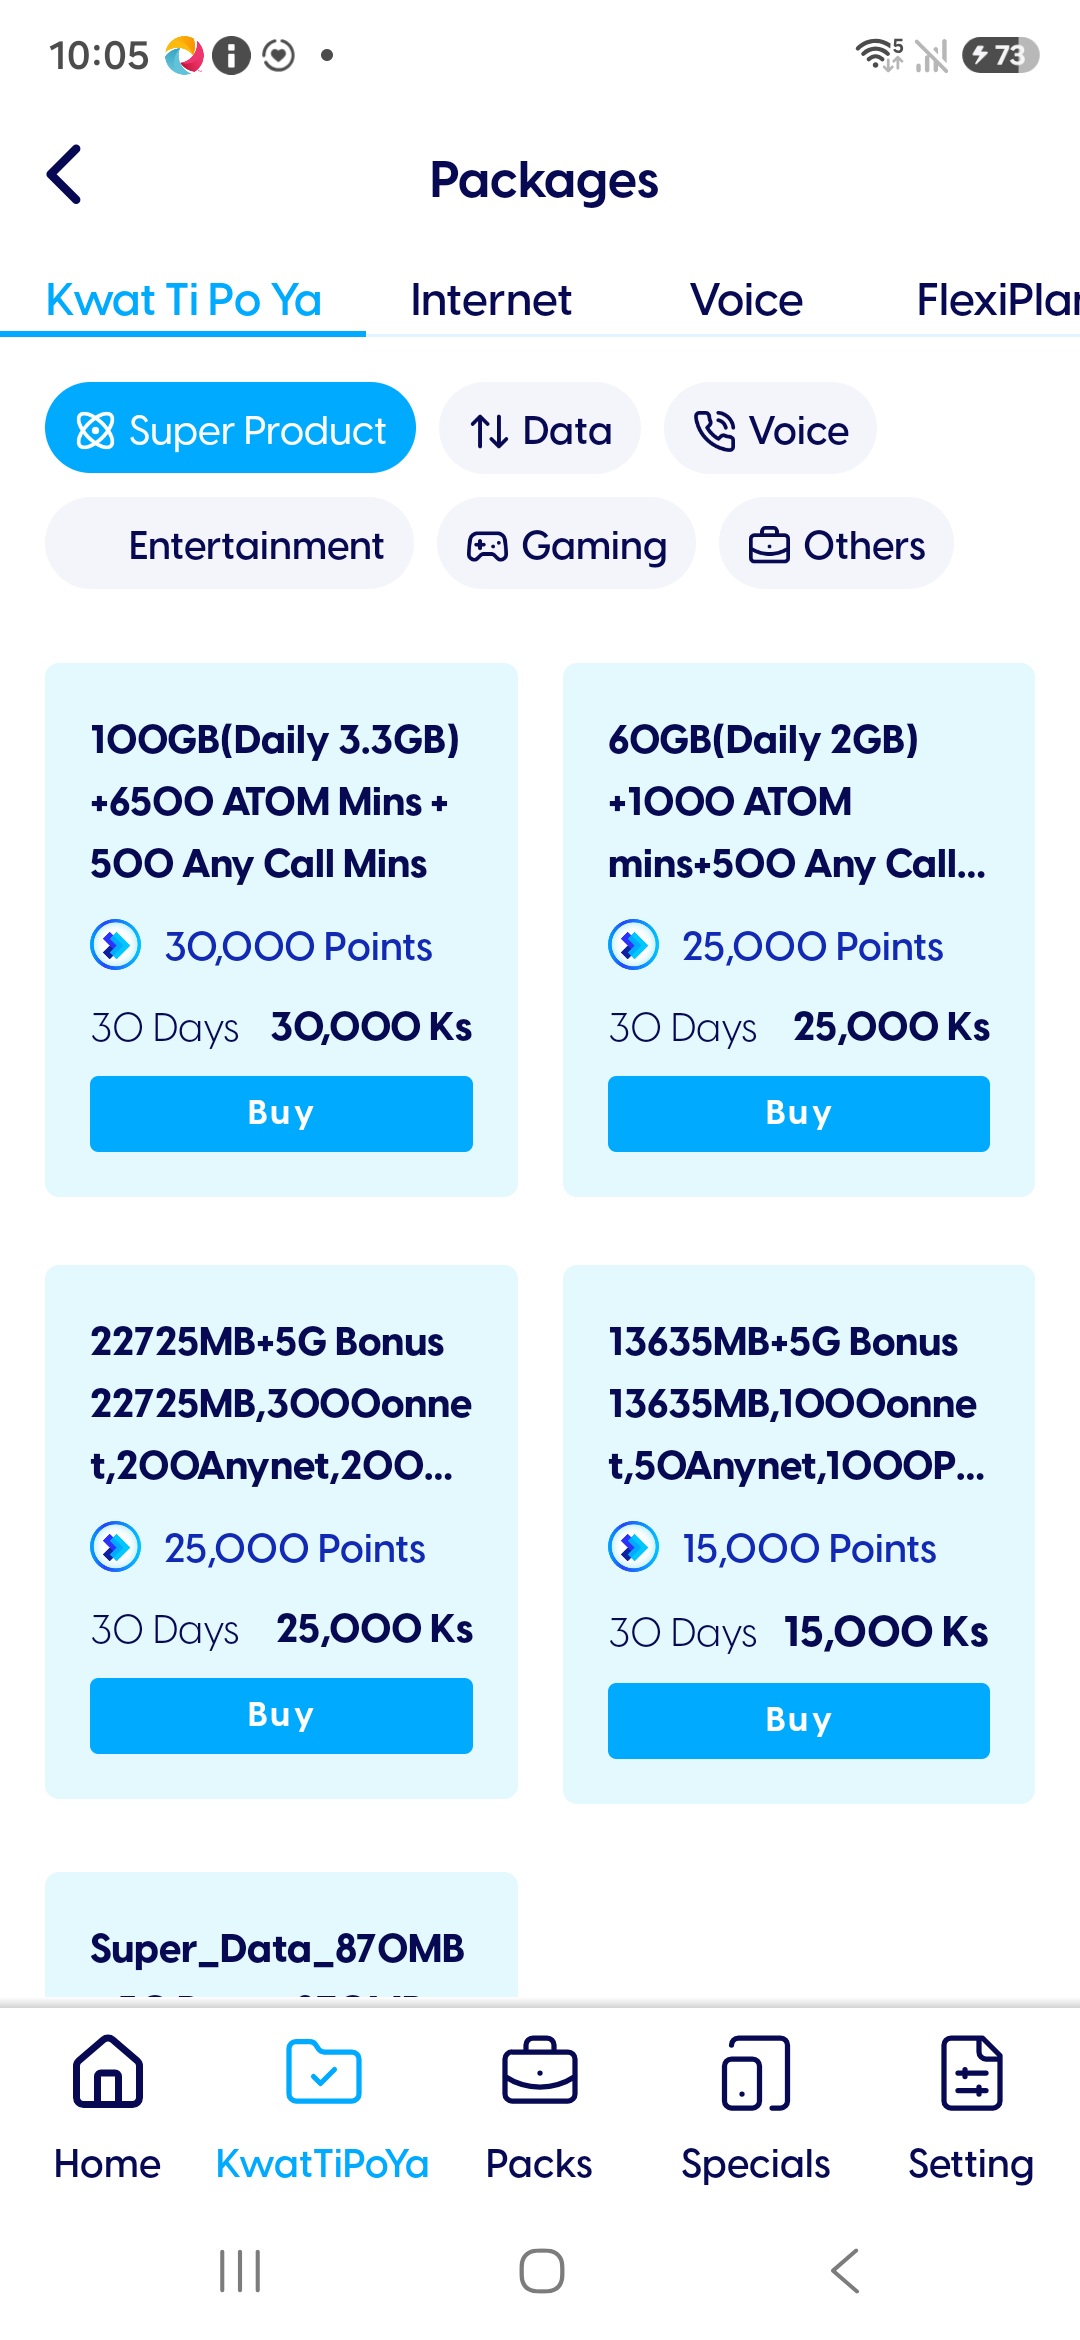 10:05
5
73
Packages
Kwat Ti Po Ya Internet Voice FlexiPlan
Super Product Data Voice
Entertainment Gaming Others
100GB(Daily 3.3GB)
+6500 ATOM Mins +
500 Any Call Mins
30,000 Points
30 Days 30,000 Ks
Buy
60GB(Daily 2GB)
+1000 ATOM
mins+500 Any Call...
25,000 Points
30 Days 25,000 Ks
Buy
22725MB+5G Bonus
22725MB,3000onne
t,200Anynet,200...
25,000 Points
30 Days 25,000 Ks
Buy
13635MB+5G Bonus
13635MB,1000onne
t,50Anynet,1000P...
15,000 Points
30 Days 15,000 Ks
Buy
Super_Data_870MB
Home KwatTiPoYa Packs Specials Setting